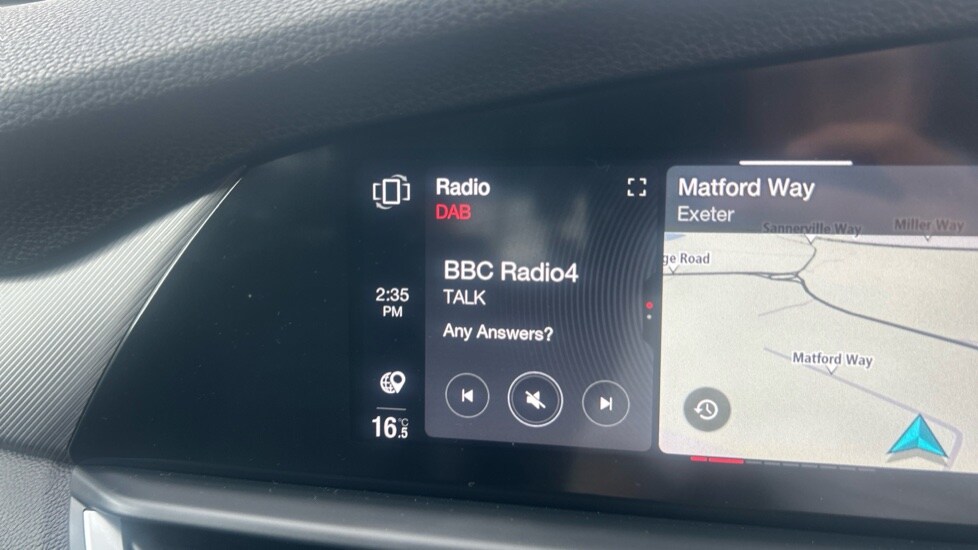 Radio
DAB
BBC Radio4
TALK
Any Answers?
2:35
PM
16.5°C
Matford Way
Exeter
Sannerville Way
Miller Way
ge Road
Matford Way